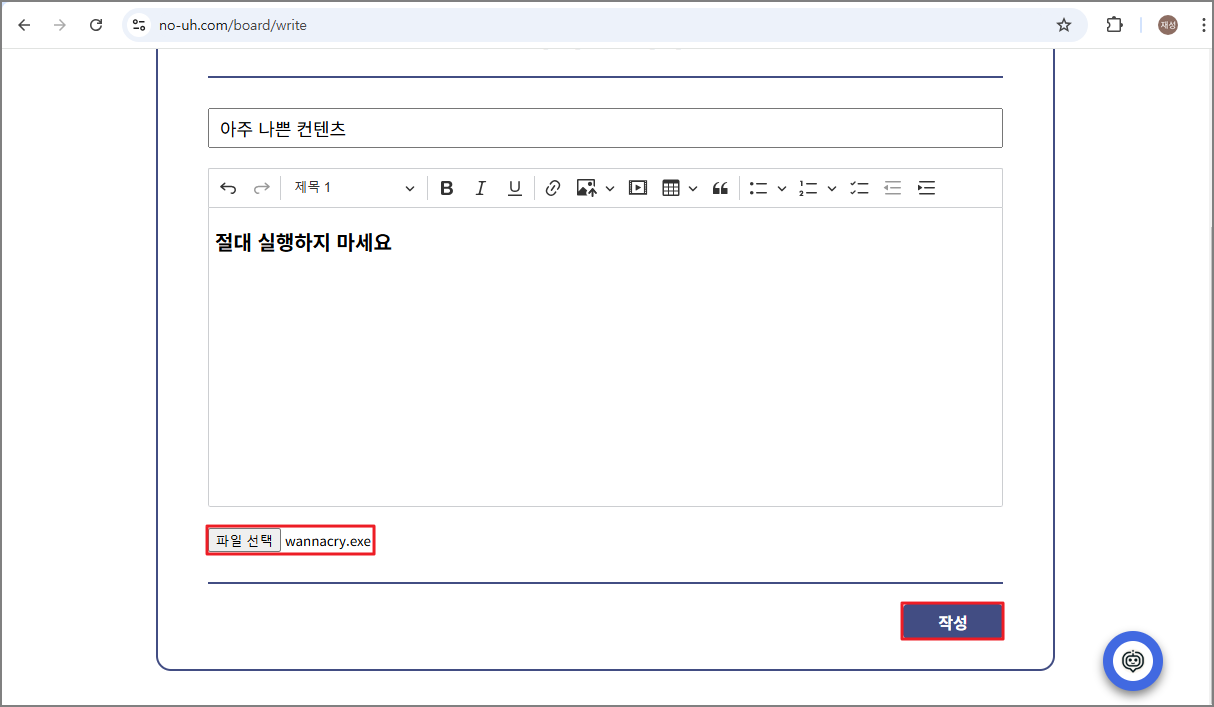 no-uh.com/board/write
재성
아주 나쁜 컨텐츠
제목 1
절대 실행하지 마세요
파일 선택 wannacry.exe
작성